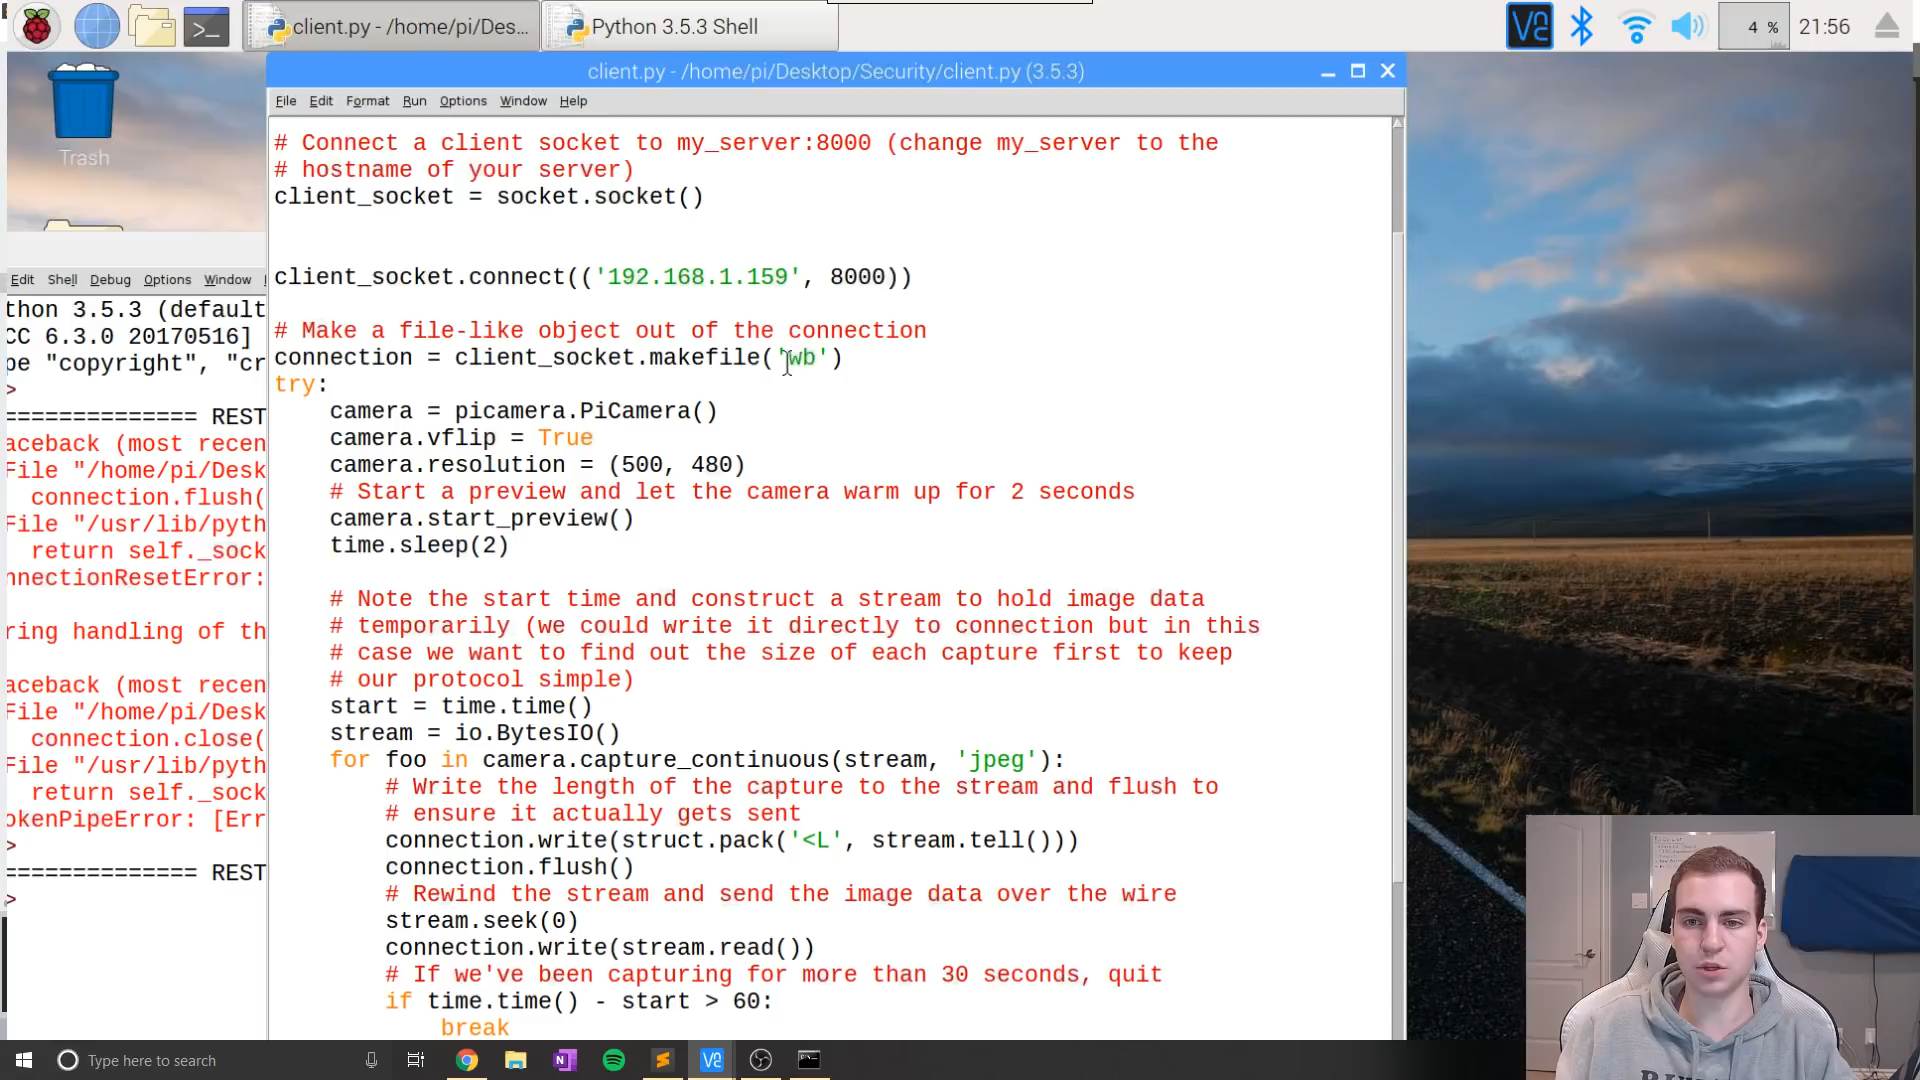 client.py - /home/pi/Des...
Python 3.5.3 Shell
4 %
21:56
Trash
client.py - /home/pi/Desktop/Security/client.py (3.5.3)
File Edit Format Run Options Window Help
# Connect a client socket to my_server:8000 (change my_server to the
# hostname of your server)
client_socket = socket.socket()
client_socket.connect(('192.168.1.159', 8000))
# Make a file-like object out of the connection
connection = client_socket.makefile('wb')
try:
camera = picamera.PiCamera()
camera.vflip = True
camera.resolution = (500, 480)
# Start a preview and let the camera warm up for 2 seconds
camera.start_preview()
time.sleep(2)
# Note the start time and construct a stream to hold image data
# temporarily (we could write it directly to connection but in this
# case we want to find out the size of each capture first to keep
# our protocol simple)
start = time.time()
stream = io.BytesIO()
for foo in camera.capture_continuous(stream, 'jpeg'):
# Write the length of the capture to the stream and flush to
# ensure it actually gets sent
connection.write(struct.pack('<L', stream.tell()))
connection.flush()
# Rewind the stream and send the image data over the wire
stream.seek(0)
connection.write(stream.read())
# If we've been capturing for more than 30 seconds, quit
if time.time() - start > 60:
break
Edit Shell Debug Options Window
thon 3.5.3 (default
CC 6.3.0 20170516]
pe "copyright", "cr
>
============== REST
aceback (most recen
File "/home/pi/Desk
connection.flush(
File "/usr/lib/pyth
return self._sock
nnectionResetError:
ring handling of th
aceback (most recen
File "/home/pi/Desk
connection.close(
File "/usr/lib/pyth
return self._sock
okenPipeError: [Err
>
============== REST
>
Type here to search